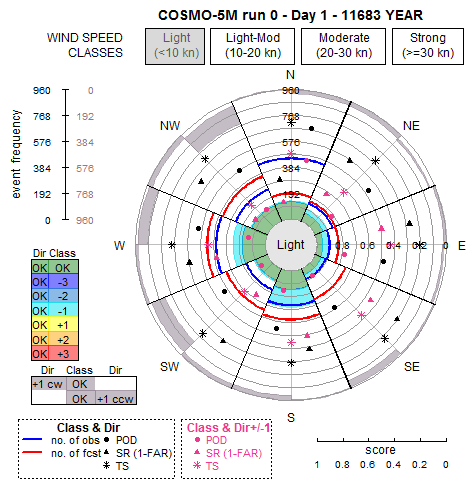 COSMO-5M run 0 - Day 1 - 11683 YEAR
WIND SPEED CLASSES
Light (<10 kn)
Light-Mod (10-20 kn)
Moderate (20-30 kn)
Strong (>=30 kn)
event frequency
960 0
768 192
576 384
384 576
192 768
0 960
N
NE
E
SE
S
SW
W
NW
960
768
576
384
192
Light
0.8 0.6 0.4 0.2 0
Dir Class
OK OK
OK -3
OK -2
OK -1
OK +1
OK +2
OK +3
Dir Class Dir
+1 cw OK
OK +1 ccw
Class & Dir
no. of obs POD
no. of fcst SR (1-FAR)
TS
Class & Dir+/-1
POD
SR (1-FAR)
TS
score
1 0.8 0.6 0.4 0.2 0